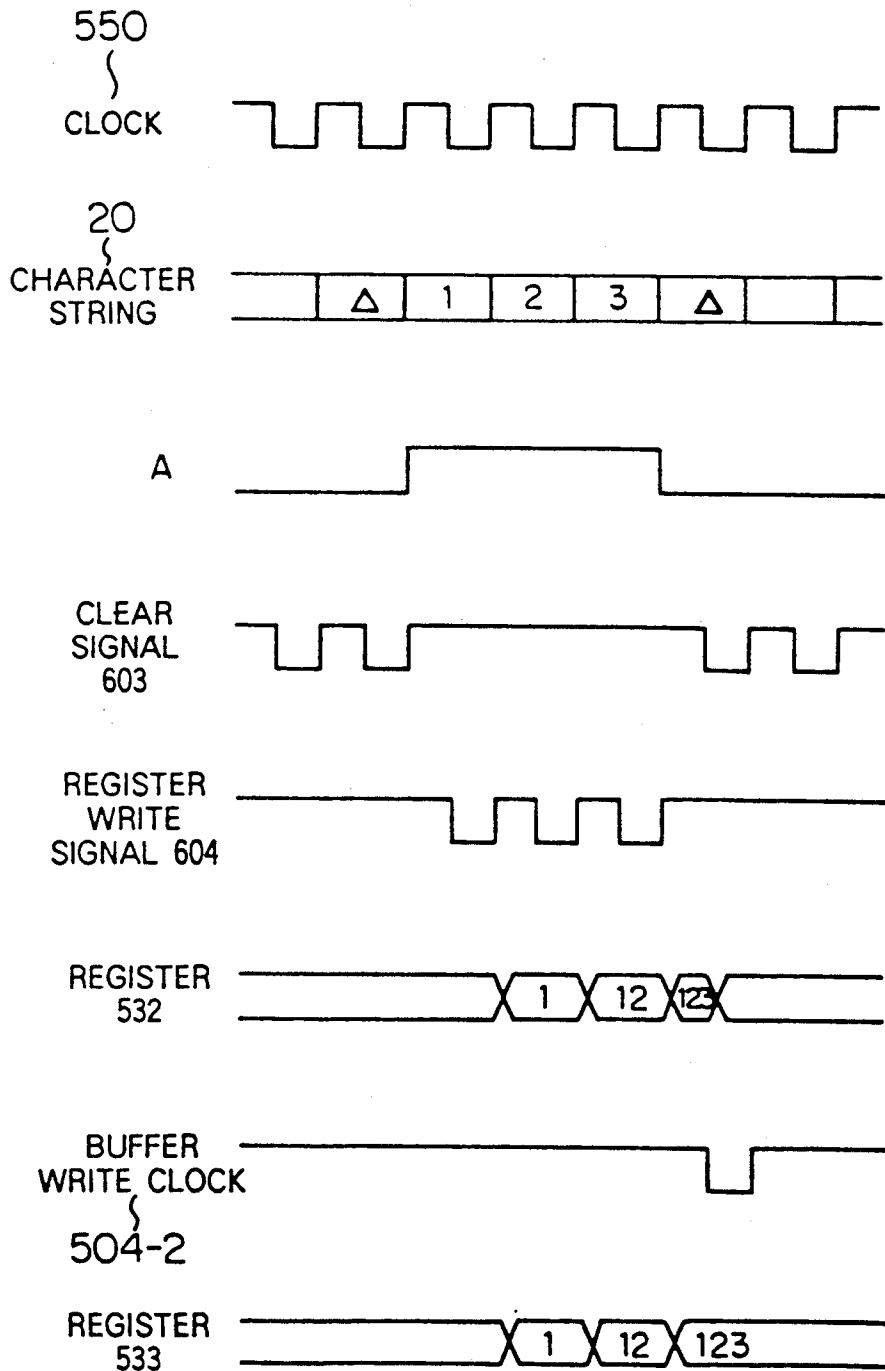 550
CLOCK
20
CHARACTER
STRING
Δ 1 2 3 Δ
A
CLEAR
SIGNAL
603
REGISTER
WRITE
SIGNAL 604
REGISTER
532
1 12 123
BUFFER
WRITE CLOCK
504-2
REGISTER
533
1 12 123